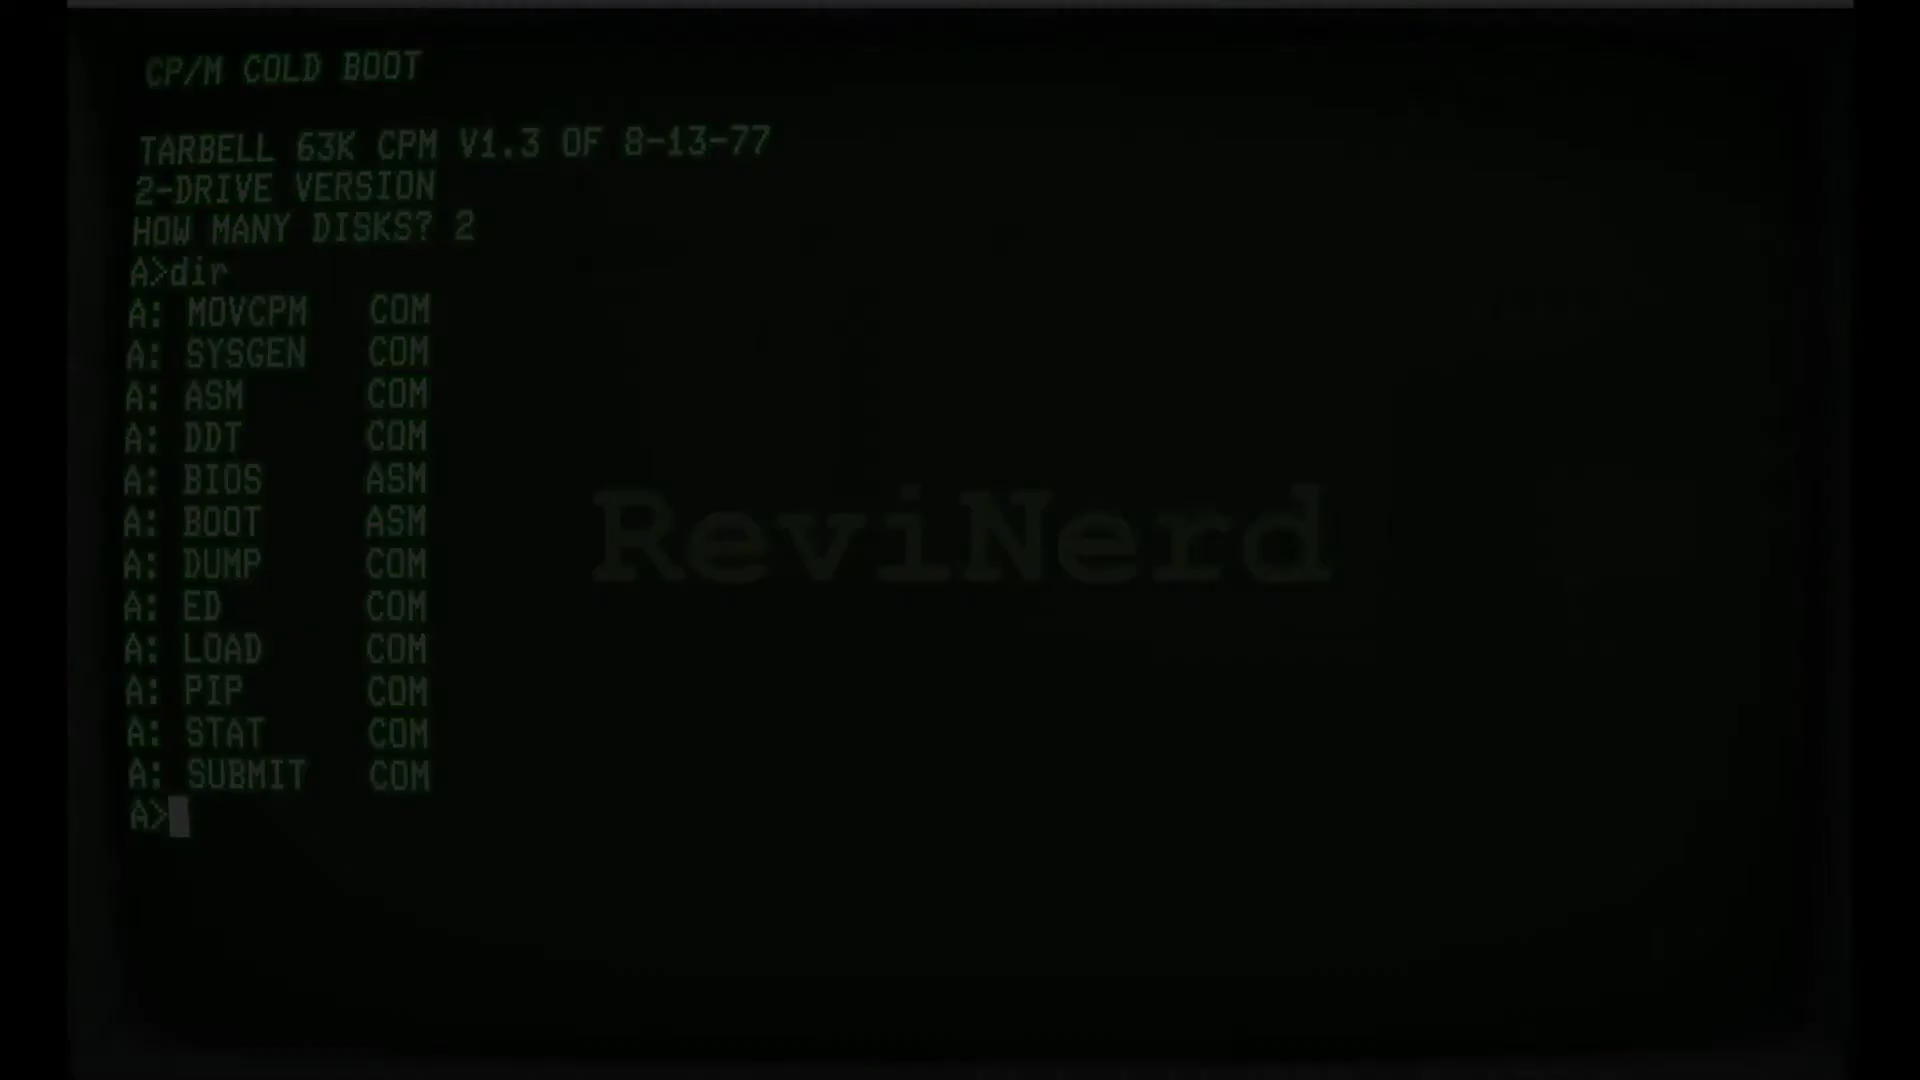 CP/M COLD BOOT
TARBELL 63K CPM V1.3 OF 8-13-77
2-DRIVE VERSION
HOW MANY DISKS? 2
A>dir
A: MOVCPM COM
A: SYSGEN COM
A: ASM COM
A: DDT COM
A: BIOS ASM
A: BOOT ASM
A: DUMP COM
A: ED COM
A: LOAD COM
A: PIP COM
A: STAT COM
A: SUBMIT COM
A>
ReviNerd